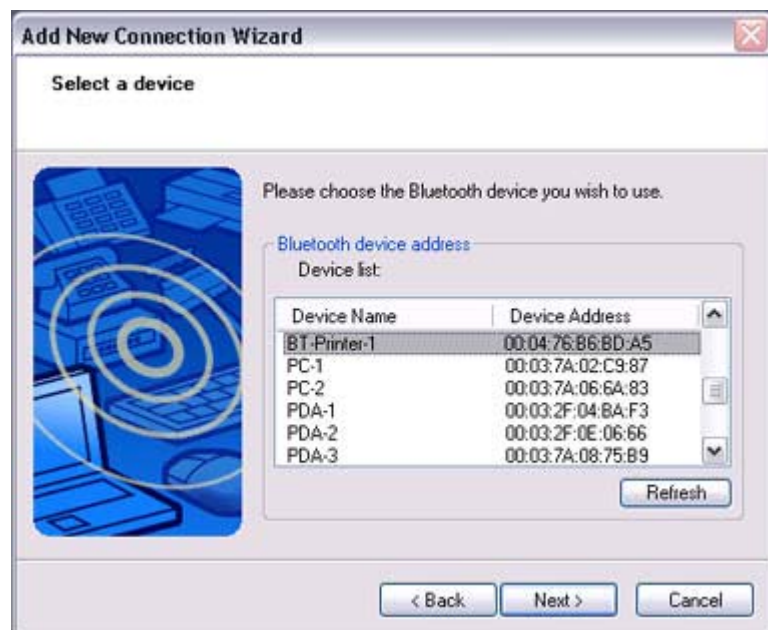 Add New Connection Wizard
Select a device
Please choose the Bluetooth device you wish to use.
Bluetooth device address
Device list:
Device Name Device Address
BT-Printer-1 00:04:76:B6:BD:A5
PC-1 00:03:7A:02:C9:87
PC-2 00:03:7A:06:6A:83
PDA-1 00:03:2F:04:BA:F3
PDA-2 00:03:2F:0E:06:66
PDA-3 00:03:7A:08:75:B9
Refresh
< Back Next > Cancel